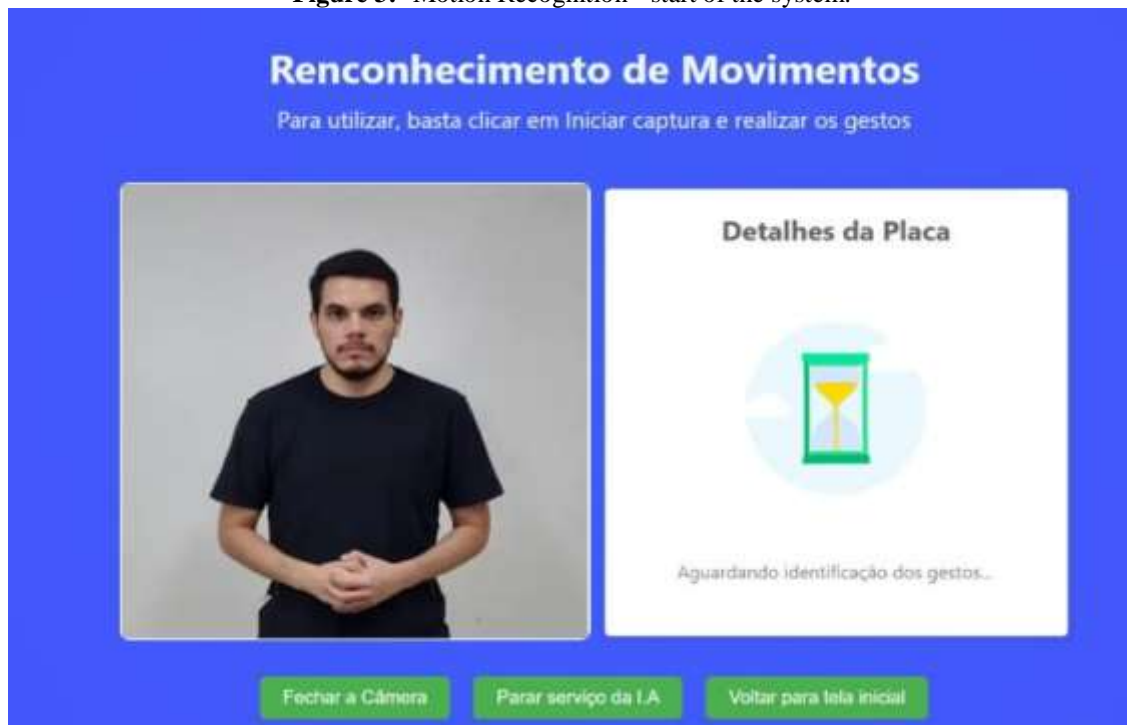 Figure 5. "Motion Recognition" start of the system.
Renconhecimento de Movimentos
Para utilizar, basta clicar em Iniciar captura e realizar os gestos
Detalhes da Placa
Aguardando identificação dos gestos...
Fechar a Câmera
Parar serviço da I.A
Voltar para tela inicial